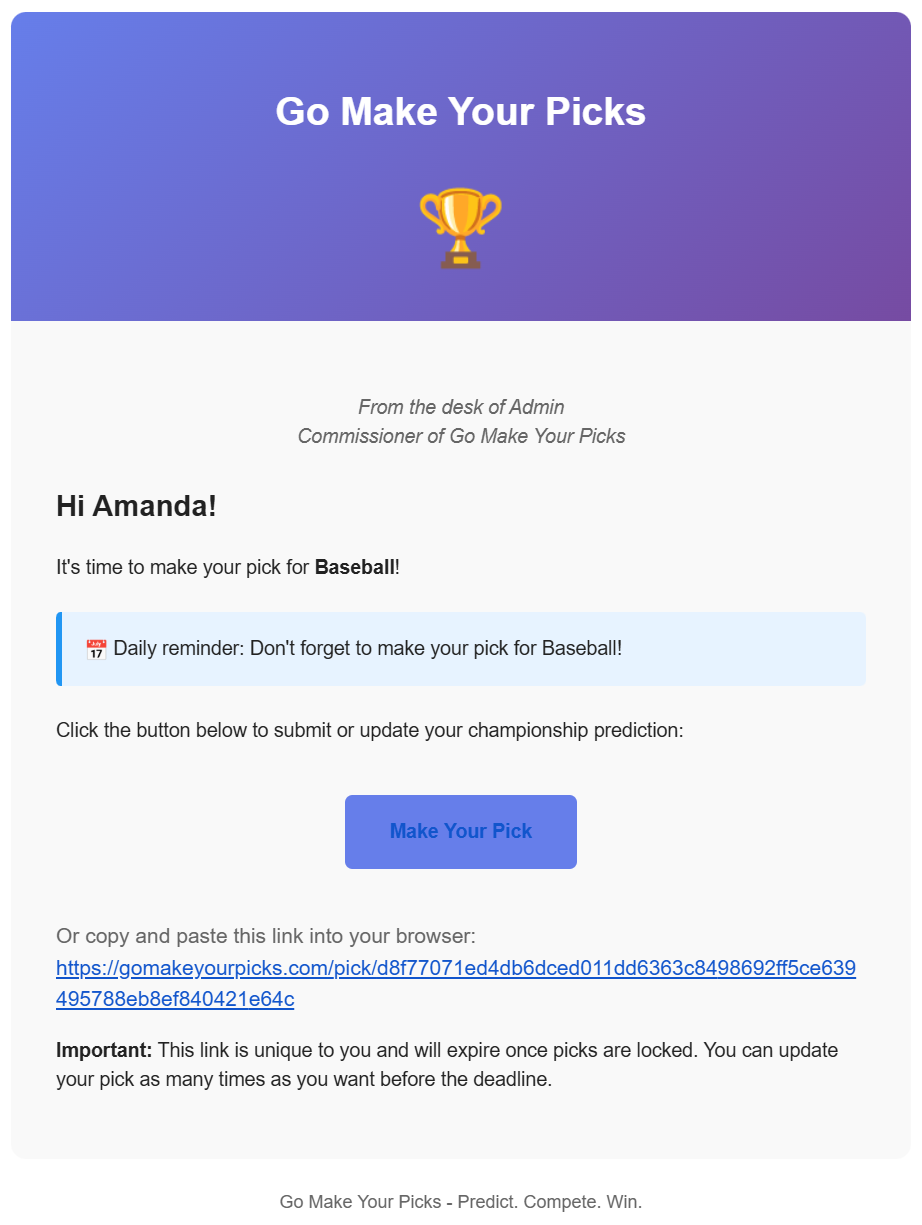 Go Make Your Picks
From the desk of Admin
Commissioner of Go Make Your Picks
Hi Amanda!
It's time to make your pick for Baseball!
📅 Daily reminder: Don't forget to make your pick for Baseball!
Click the button below to submit or update your championship prediction:
Make Your Pick
Or copy and paste this link into your browser:
https://gomakeyourpicks.com/pick/d8f77071ed4db6dced011dd6363c8498692ff5ce639
495788eb8ef840421e64c
Important: This link is unique to you and will expire once picks are locked. You can update
your pick as many times as you want before the deadline.
Go Make Your Picks - Predict. Compete. Win.